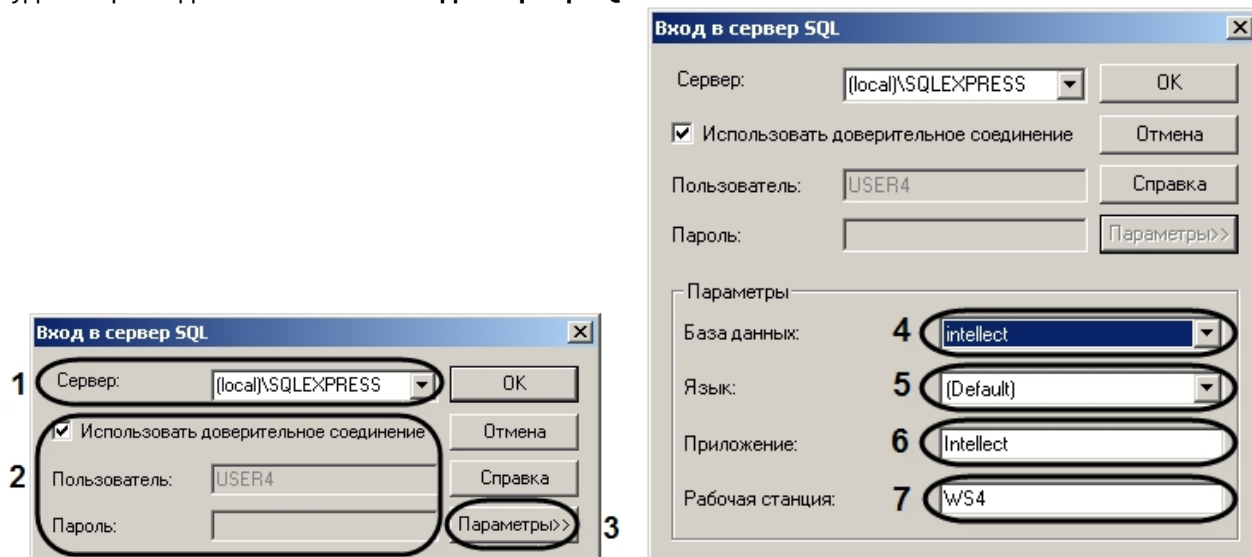 Вход в сервер SQL
1 Сервер: (local)\SQLEXPRESS OK
2 Использовать доверительное соединение Отмена
Пользователь: USER4 Справка
Пароль: Параметры>> 3
Вход в сервер SQL
Сервер: (local)\SQLEXPRESS OK
Использовать доверительное соединение Отмена
Пользователь: USER4 Справка
Пароль: Параметры>>
Параметры
База данных: 4 intellect
Язык: 5 (Default)
Приложение: 6 Intellect
Рабочая станция: 7 WS4